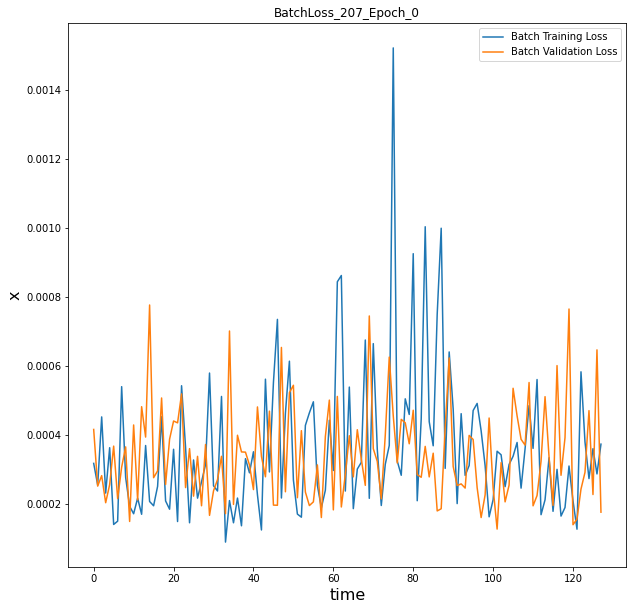 BatchLoss_207_Epoch_0
Batch Training Loss
Batch Validation Loss
0.0014
0.0012
0.0010
0.0008
0.0006
0.0004
0.0002
x
0 20 40 60 80 100 120
time